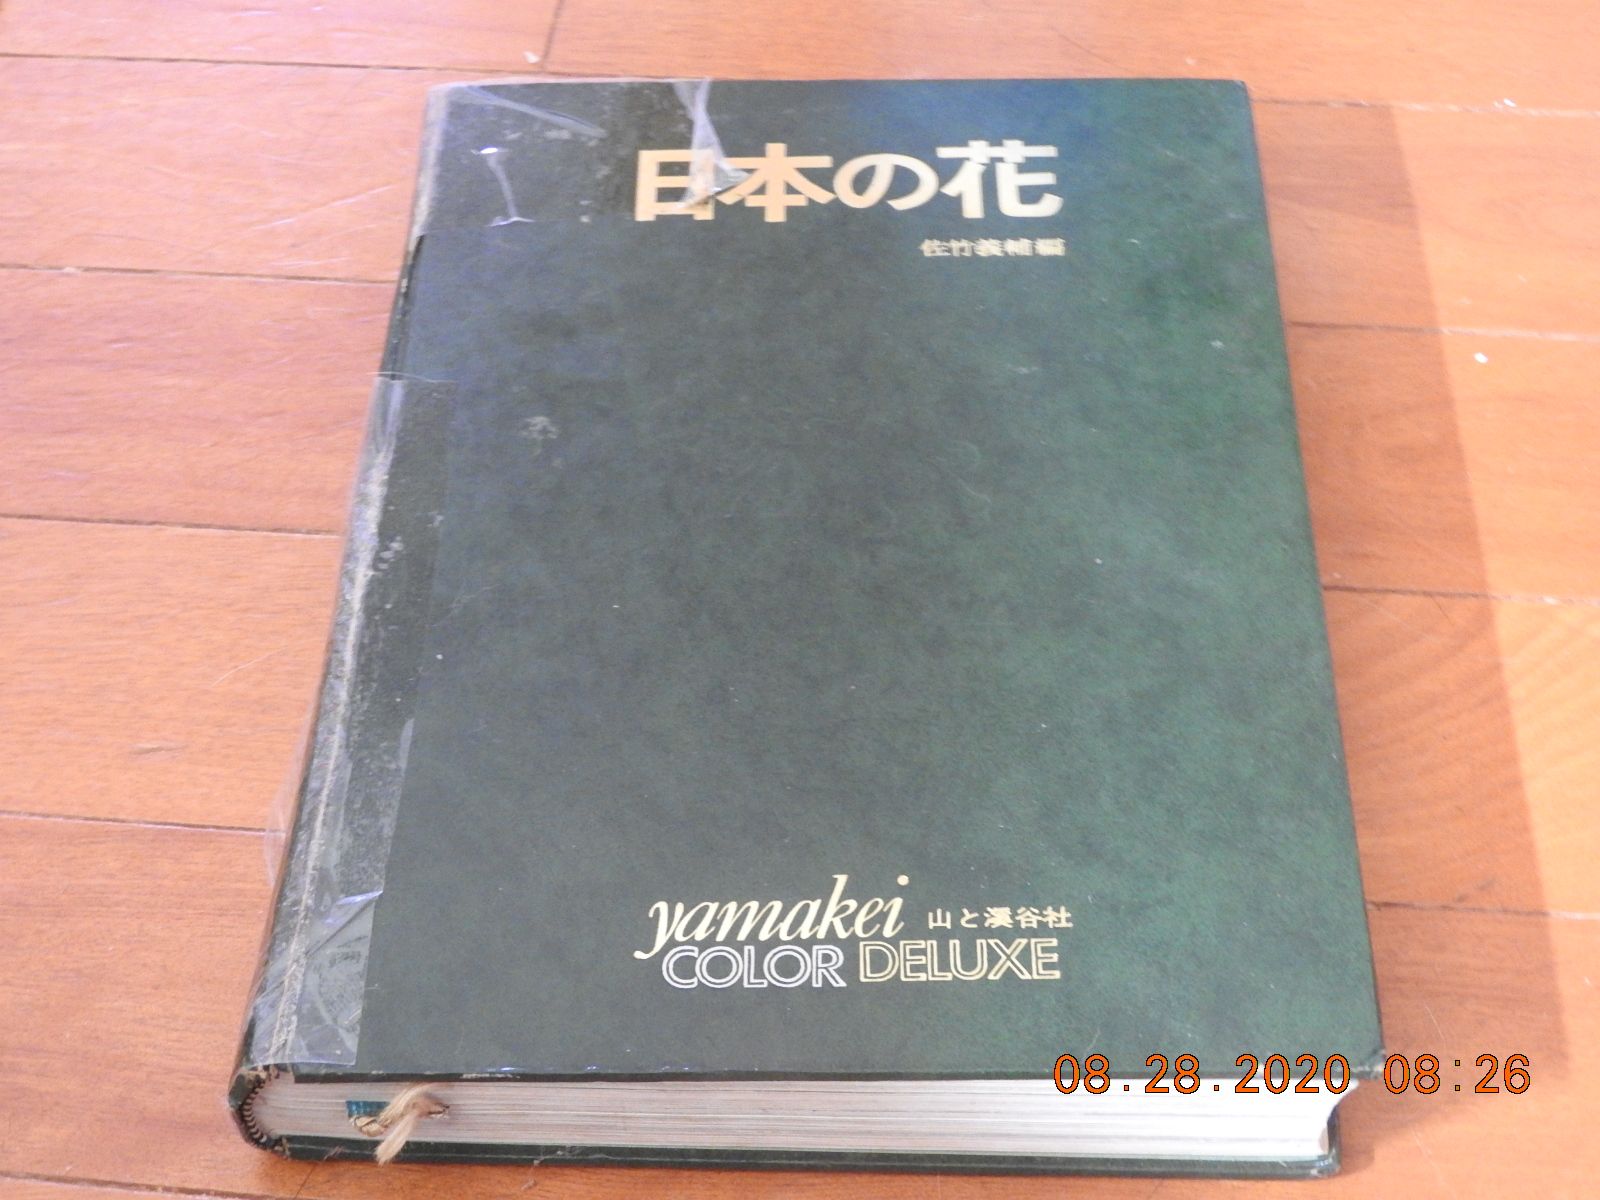 日本の花
佐竹義補編
yamakei 山と溪谷社
COLOR DELUXE
08.28.2020 08:26